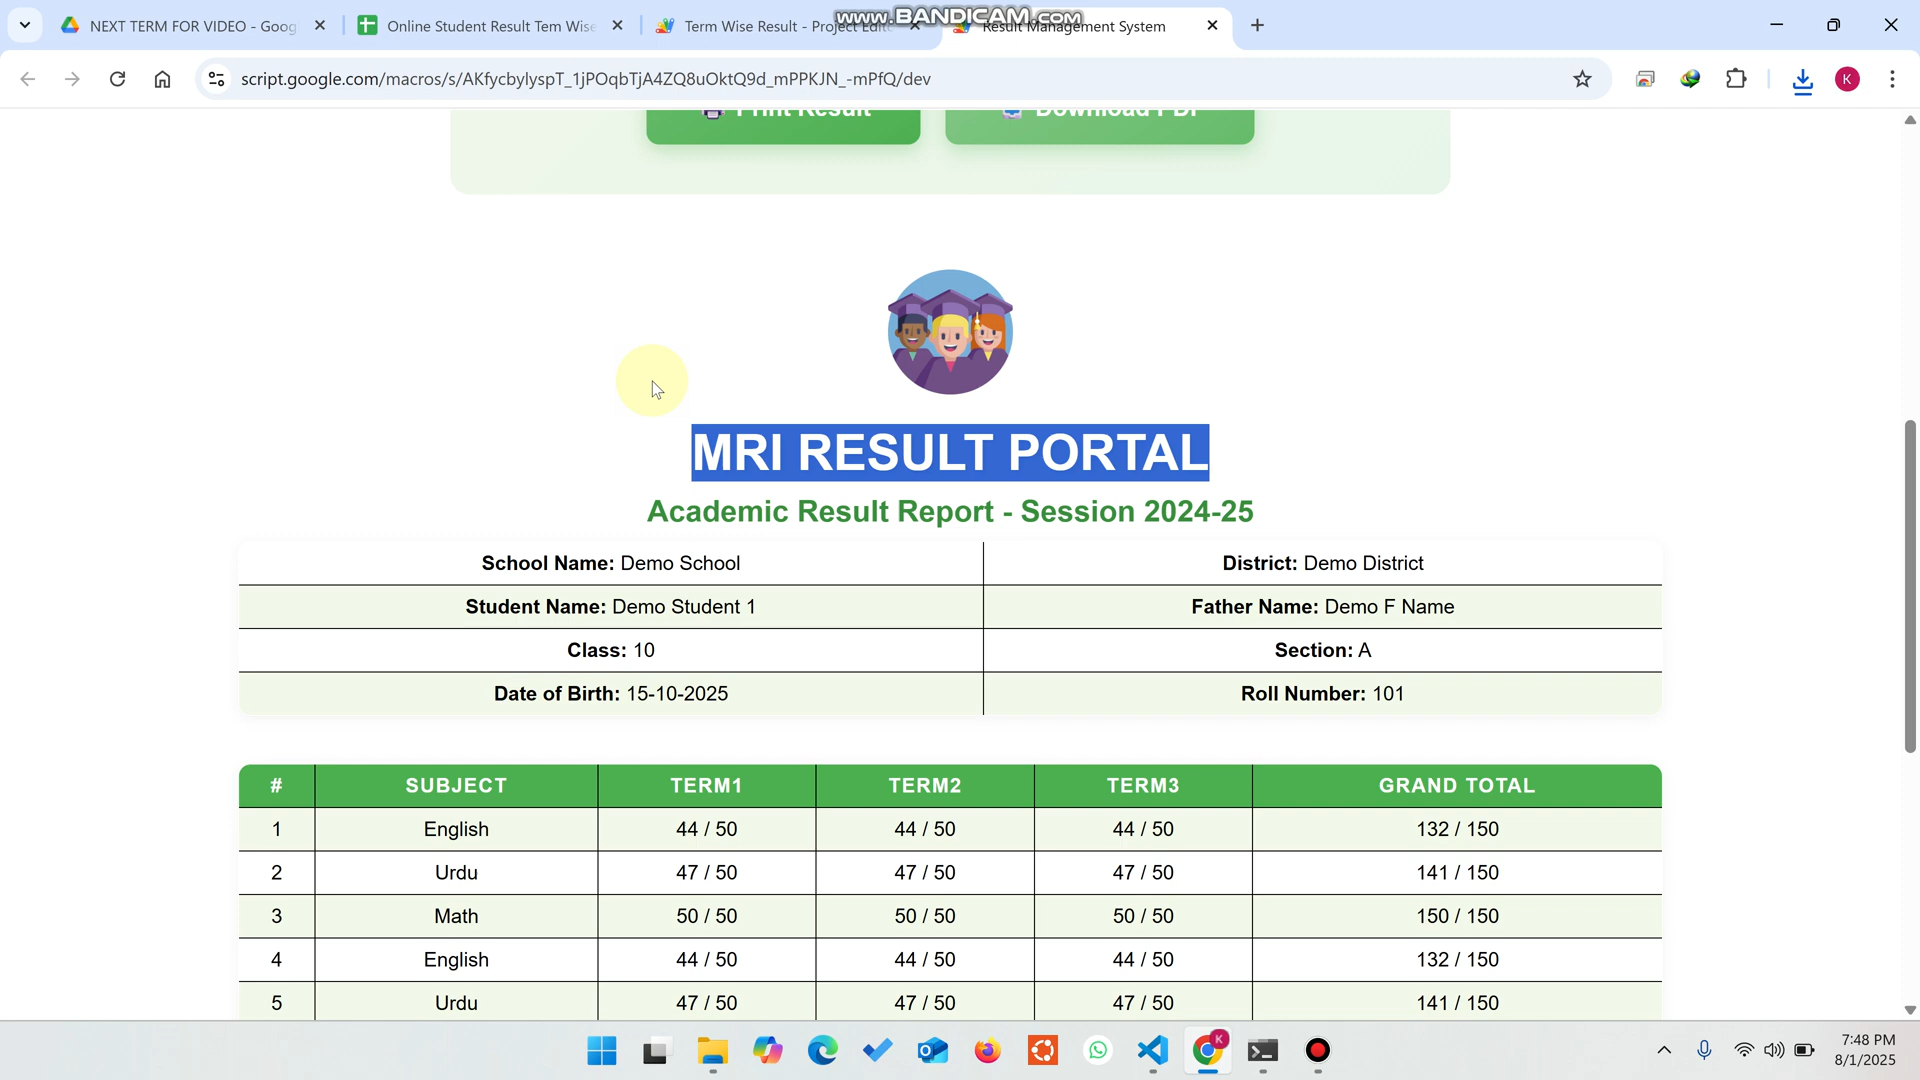 www.BANDICAM.com
NEXT TERM FOR VIDEO - Goog
Online Student Result Tem Wise
Term Wise Result - Project Edito
Result Management System
script.google.com/macros/s/AKfycbylyspT_1jPOqbTjA4ZQ8uOktQ9d_mPPKJN_-mPfQ/dev
K
Print Result
Download PDF
MRI RESULT PORTAL
Academic Result Report - Session 2024-25
School Name: Demo School
District: Demo District
Student Name: Demo Student 1
Father Name: Demo F Name
Class: 10
Section: A
Date of Birth: 15-10-2025
Roll Number: 101
# SUBJECT TERM1 TERM2 TERM3 GRAND TOTAL
1 English 44 / 50 44 / 50 44 / 50 132 / 150
2 Urdu 47 / 50 47 / 50 47 / 50 141 / 150
3 Math 50 / 50 50 / 50 50 / 50 150 / 150
4 English 44 / 50 44 / 50 44 / 50 132 / 150
5 Urdu 47 / 50 47 / 50 47 / 50 141 / 150
K
7:48 PM
8/1/2025